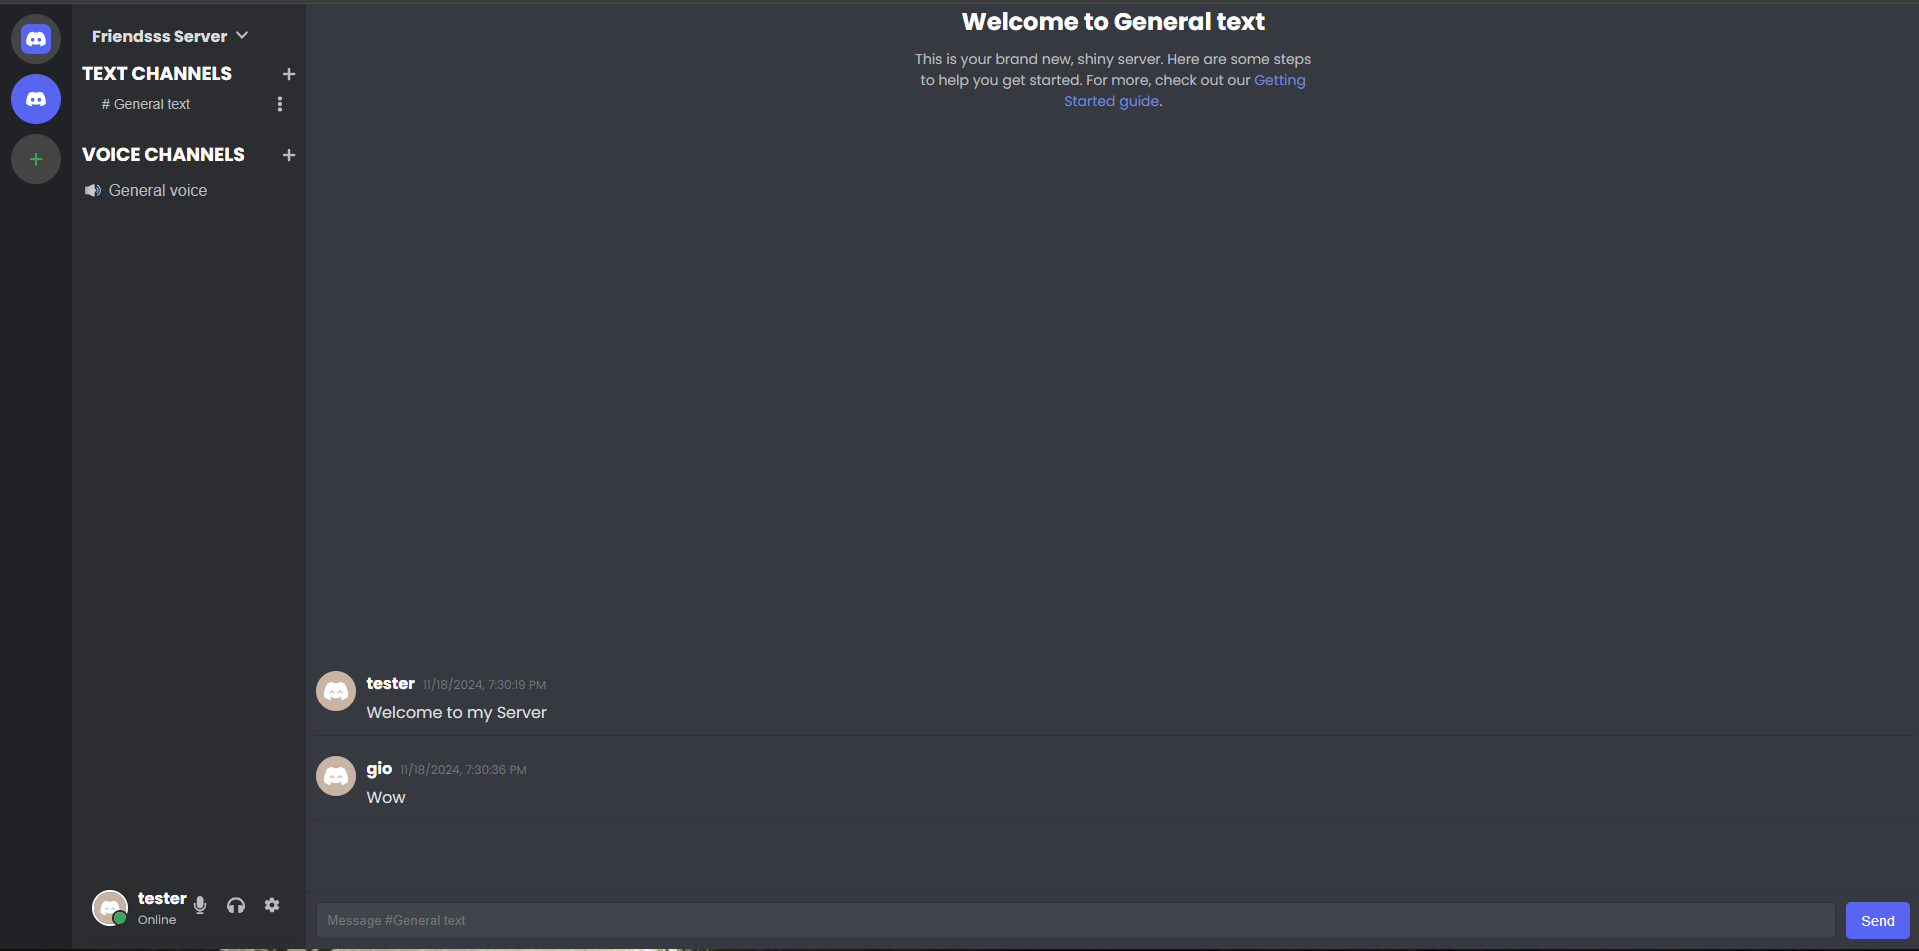 Friendsss Server
TEXT CHANNELS
# General text
VOICE CHANNELS
General voice
Welcome to General text
This is your brand new, shiny server. Here are some steps
to help you get started. For more, check out our Getting
Started guide.
tester 11/18/2024, 7:30:19 PM
Welcome to my Server
gio 11/18/2024, 7:30:36 PM
Wow
tester
Online
Message #General text
Send